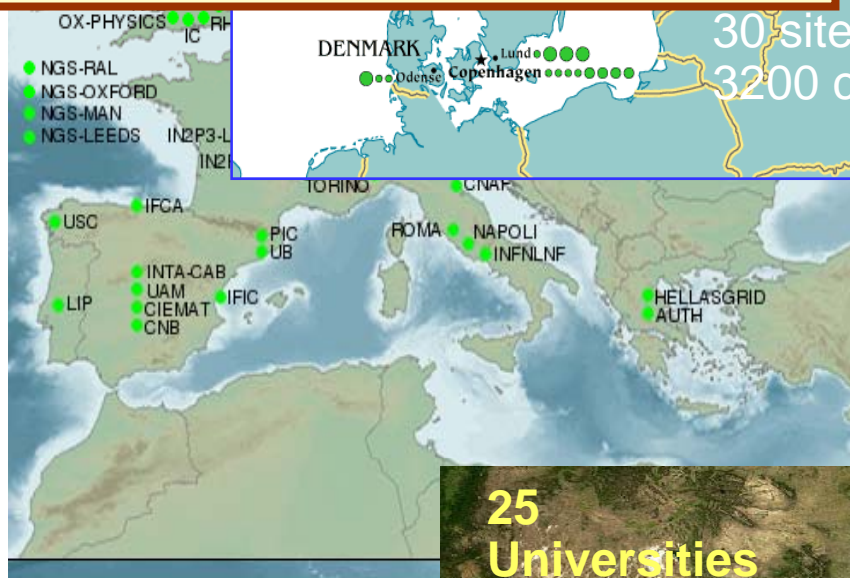 OX-PHYSICS
IC
NGS-RAL
NGS-OXFORD
NGS-MAN
NGS-LEEDS
DENMARK
Lund
Odense
Copenhagen
30
3200
TORINO
CNAF
IFCA
USC
PIC
UB
ROMA
NAPOLI
INFNLNF
INTA-CAB
UAM
CIEMAT
CNB
IFIC
LIP
HELLASGRID
AUTH
25
Universities